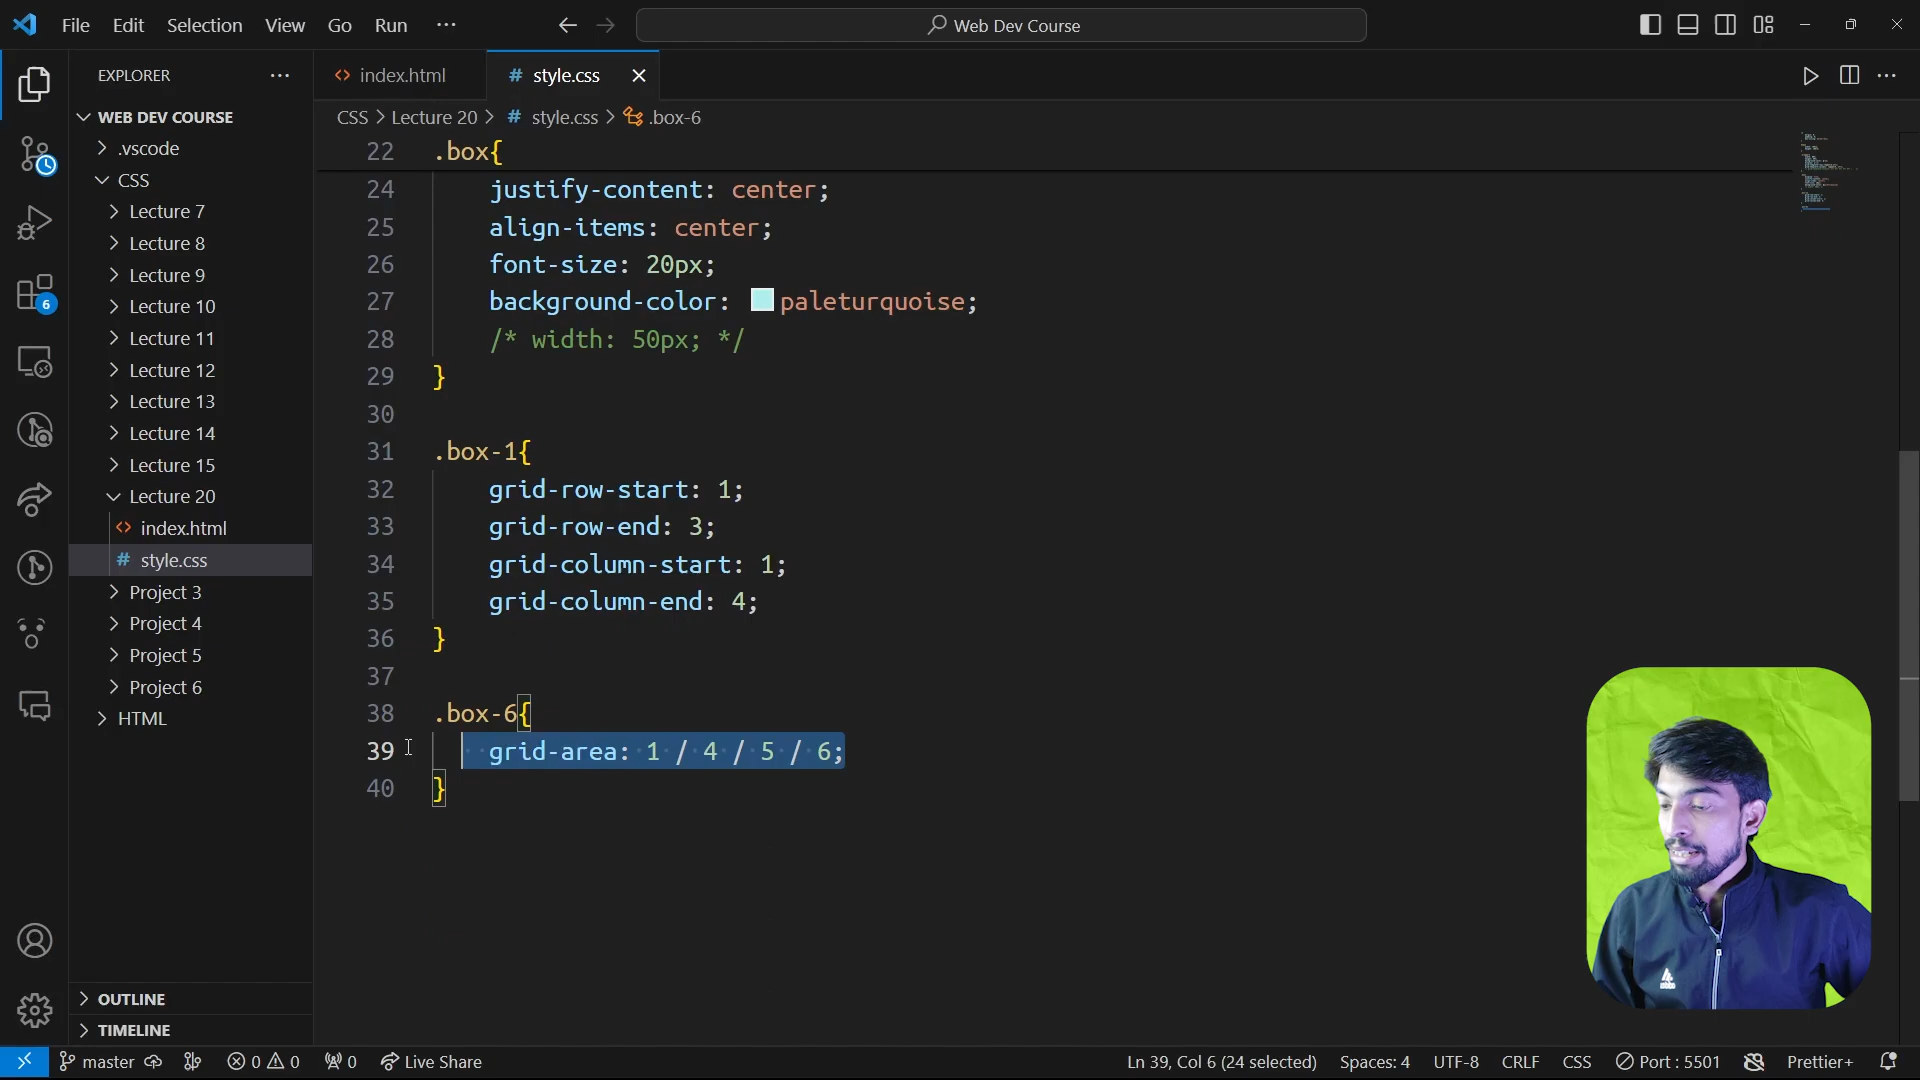 File Edit Selection View Go Run ··· Web Dev Course
EXPLORER ···
index.html
# style.css
WEB DEV COURSE
CSS > Lecture 20 > # style.css > .box-6
.vscode
CSS
Lecture 7
Lecture 8
Lecture 9
Lecture 10
Lecture 11
Lecture 12
Lecture 13
Lecture 14
Lecture 15
Lecture 20
index.html
# style.css
Project 3
Project 4
Project 5
Project 6
HTML
OUTLINE
TIMELINE
6
22 .box{
24 justify-content: center;
25 align-items: center;
26 font-size: 20px;
27 background-color: paleturquoise;
28 /* width: 50px; */
29 }
30
31 .box-1{
32 grid-row-start: 1;
33 grid-row-end: 3;
34 grid-column-start: 1;
35 grid-column-end: 4;
36 }
37
38 .box-6{
39 grid-area: 1 / 4 / 5 / 6;
40 }
master 0 0 0 Live Share Ln 39, Col 6 (24 selected) Spaces: 4 UTF-8 CRLF CSS Port : 5501 Prettier+